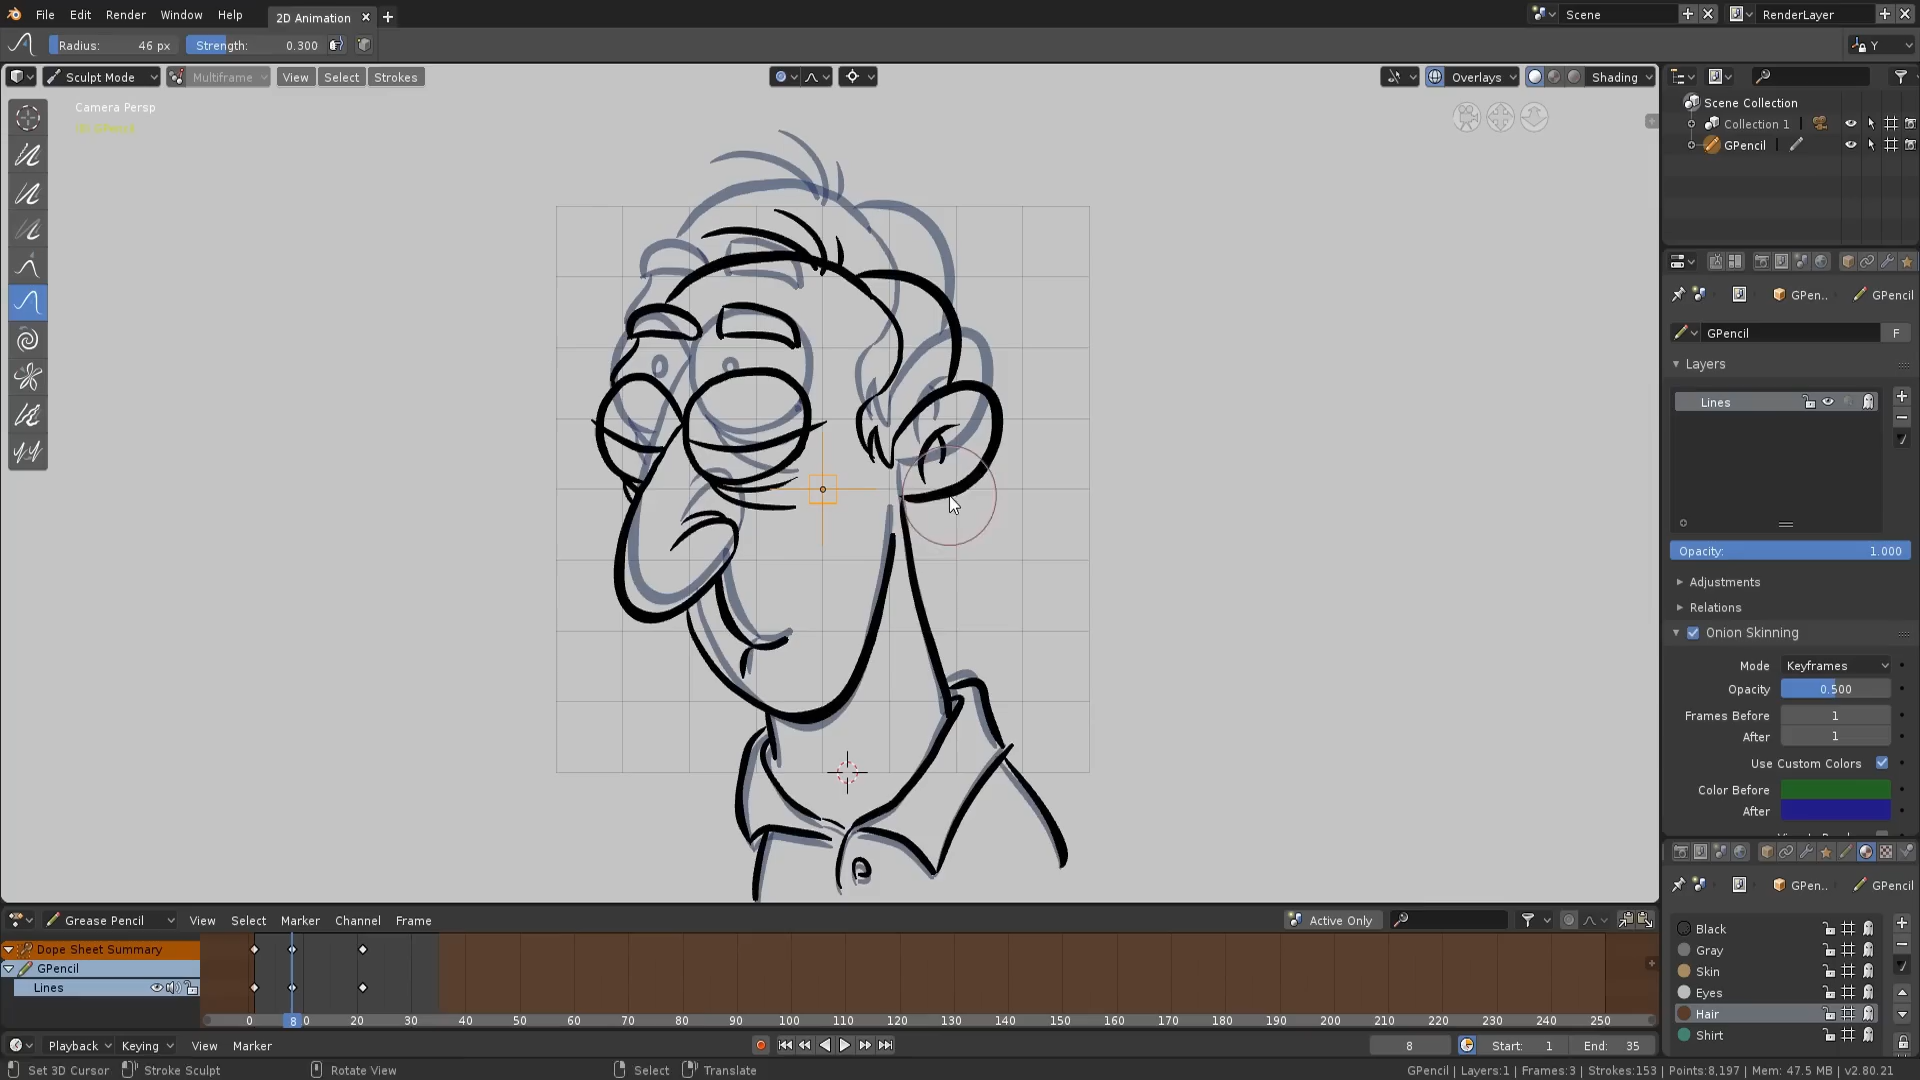 File Edit Render Window Help 2D Animation Scene RenderLayer
Radius: 46 px Strength: 0.300 Y
Sculpt Mode Multiframe View Select Strokes Overlays Shading
Camera Persp
Scene Collection
Collection 1
GPencil
GPen.. GPencil
GPencil F
Layers
Lines
Opacity: 1.000
Adjustments
Relations
Onion Skinning
Mode Keyframes
Opacity 0.500
Frames Before 1
After 1
Use Custom Colors
Color Before
After
GPen.. GPencil
Black
Gray
Skin
Eyes
Hair
Shirt
Grease Pencil View Select Marker Channel Frame Active Only
Dope Sheet Summary
GPencil
Lines
0 8 0 20 30 40 50 60 70 80 90 100 110 120 130 140 150 160 170 180 190 200 210 220 230 240 250
Playback Keying View Marker 8 Start: 1 End: 35
Set 3D Cursor Stroke Sculpt Rotate View Select Translate GPencil | Layers:1 | Frames:3 | Strokes:153 | Points:8,197 | Mem: 47.5 MB | v2.80.21